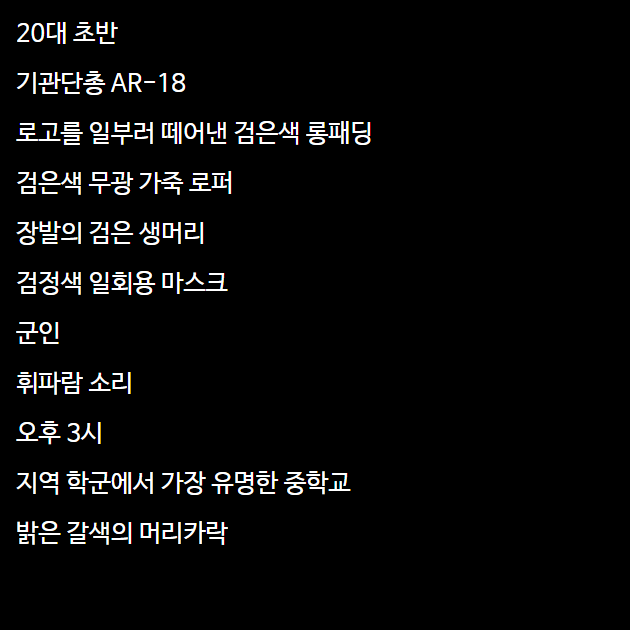 20대 초반
기관단총 AR-18
로고를 일부러 떼어낸 검은색 롱패딩
검은색 무광 가죽 로퍼
장발의 검은 생머리
검정색 일회용 마스크
군인
휘파람 소리
오후 3시
지역 학군에서 가장 유명한 중학교
밝은 갈색의 머리카락